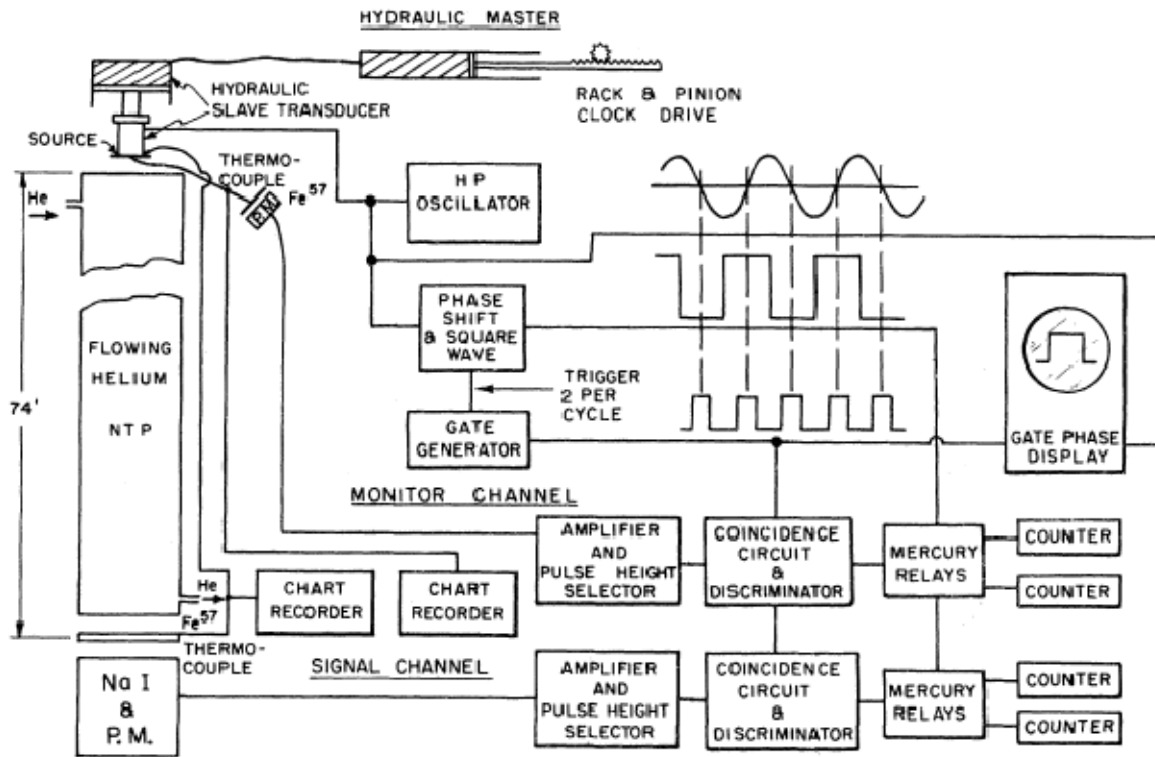 HYDRAULIC MASTER
HYDRAULIC
SLAVE TRANSDUCER
RACK & PINION
CLOCK DRIVE
SOURCE
THERMO-
COUPLE
P.M.
Fe57
He
HP
OSCILLATOR
PHASE
SHIFT
& SQUARE
WAVE
FLOWING
HELIUM
NTP
74'
TRIGGER
2 PER
CYCLE
GATE
GENERATOR
GATE PHASE
DISPLAY
MONITOR CHANNEL
AMPLIFIER
AND
PULSE HEIGHT
SELECTOR
COINCIDENCE
CIRCUIT
&
DISCRIMINATOR
MERCURY
RELAYS
COUNTER
COUNTER
He
Fe57
CHART
RECORDER
CHART
RECORDER
THERMO-
COUPLE
SIGNAL CHANNEL
Na I
&
P.M.
AMPLIFIER
AND
PULSE HEIGHT
SELECTOR
COINCIDENCE
CIRCUIT
&
DISCRIMINATOR
MERCURY
RELAYS
COUNTER
COUNTER